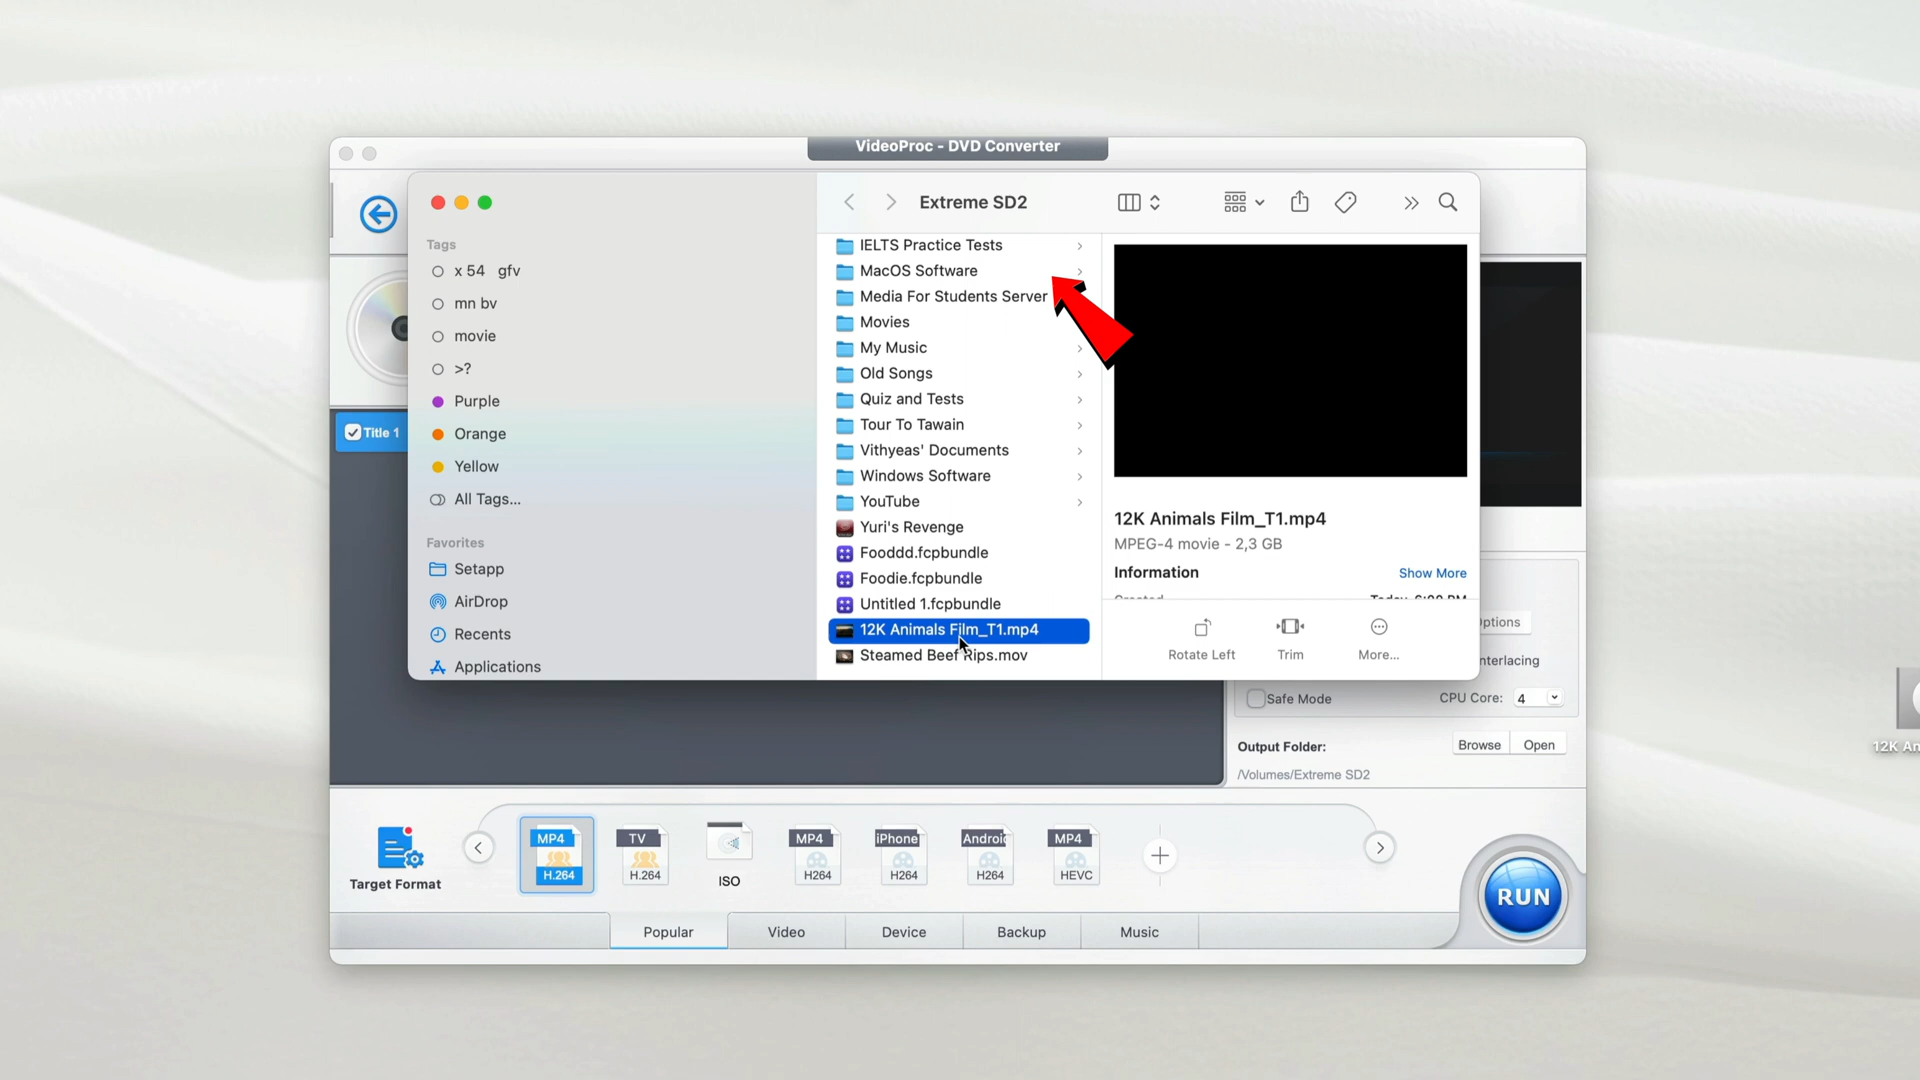 VideoProc - DVD Converter
Extreme SD2
Tags
x 54 gfv
mn bv
movie
>?
Purple
Orange
Yellow
All Tags...
Favorites
Setapp
AirDrop
Recents
Applications
IELTS Practice Tests
MacOS Software
Media For Students Server
Movies
My Music
Old Songs
Quiz and Tests
Tour To Tawain
Vithyeas' Documents
Windows Software
YouTube
Yuri's Revenge
Fooddd.fcpbundle
Foodie.fcpbundle
Untitled 1.fcpbundle
12K Animals Film_T1.mp4
Steamed Beef Rips.mov
12K Animals Film_T1.mp4
MPEG-4 movie - 2,3 GB
Information
Show More
Rotate Left
Trim
More...
Title 1
ptions
nterlacing
Safe Mode
CPU Core: 4
Output Folder:
Browse
Open
/Volumes/Extreme SD2
12K An
Target Format
MP4
H.264
TV
H.264
ISO
MP4
H264
iPhone
H264
Android
H264
MP4
HEVC
RUN
Popular
Video
Device
Backup
Music